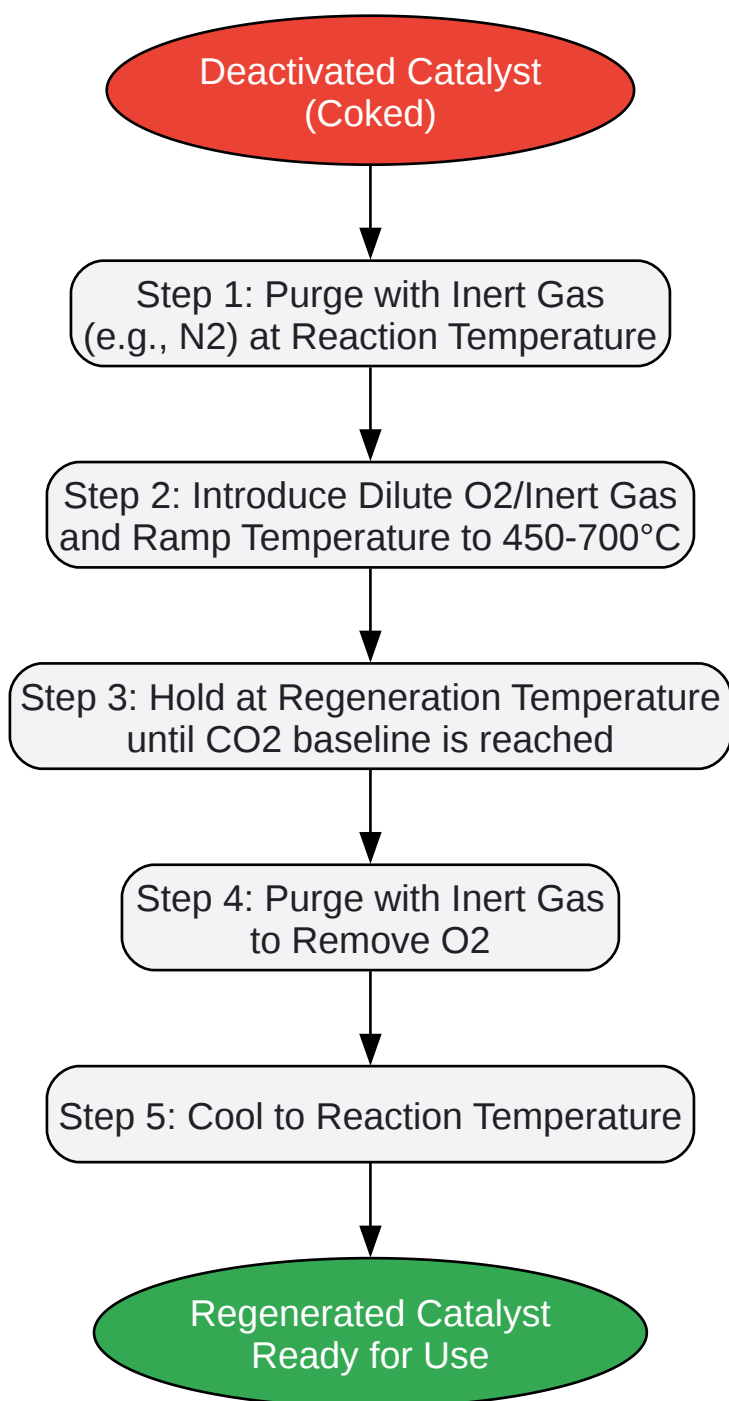 Deactivated Catalyst
(Coked)
Step 1: Purge with Inert Gas
(e.g., N2) at Reaction Temperature
Step 2: Introduce Dilute O2/Inert Gas
and Ramp Temperature to 450-700°C
Step 3: Hold at Regeneration Temperature
until CO2 baseline is reached
Step 4: Purge with Inert Gas
to Remove O2
Step 5: Cool to Reaction Temperature
Regenerated Catalyst
Ready for Use